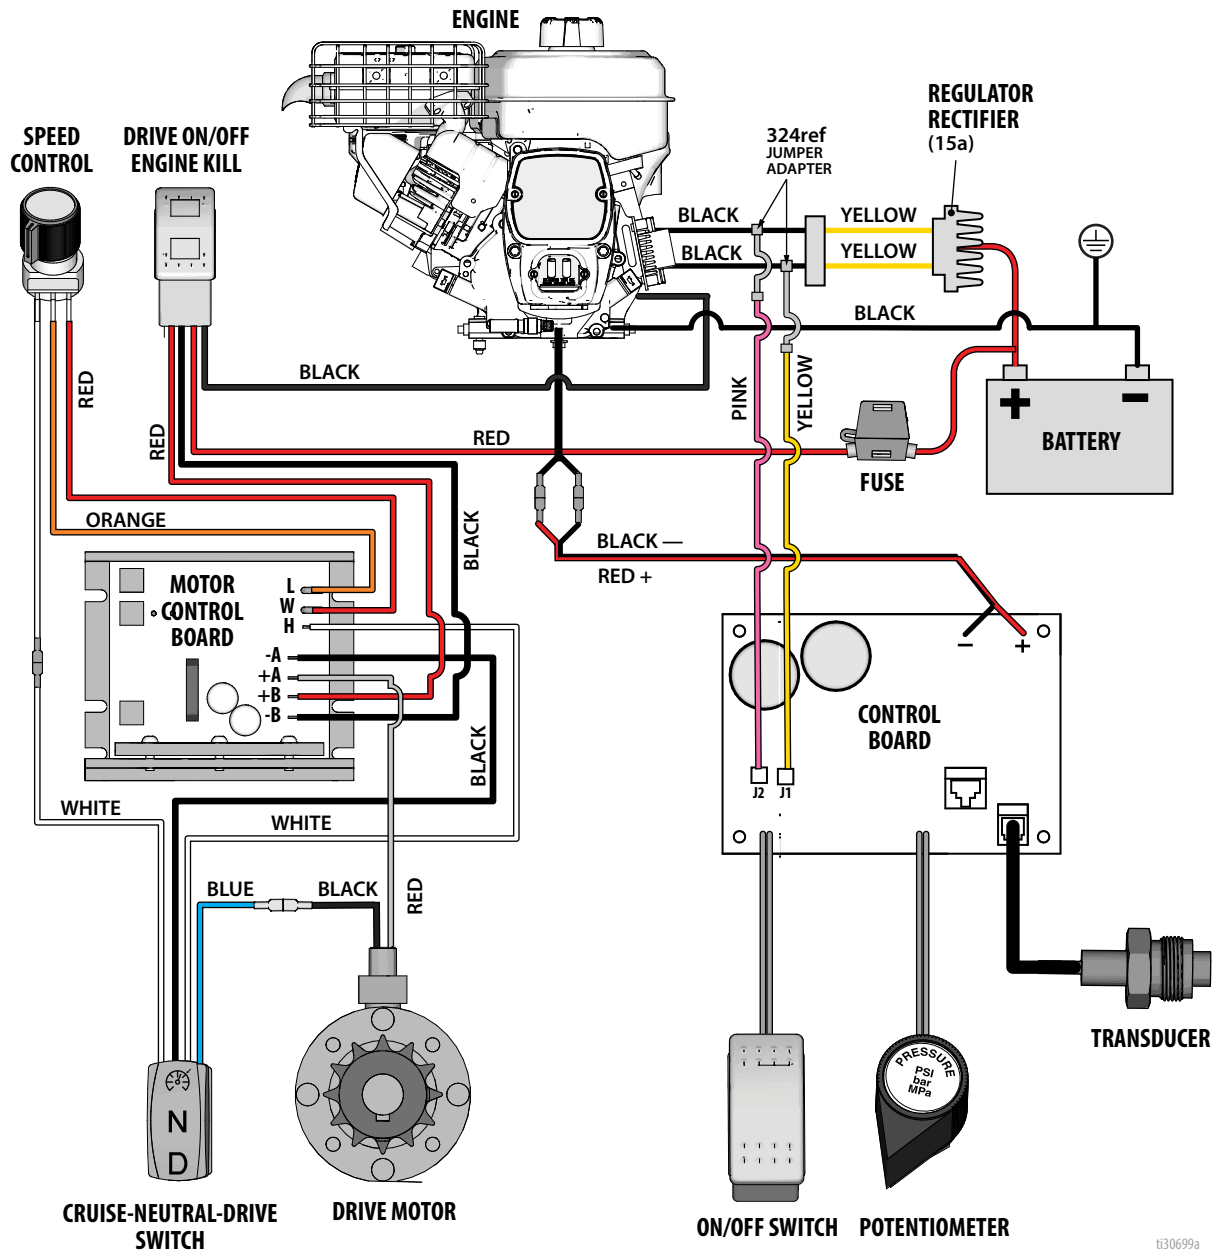 ENGINE
REGULATOR
RECTIFIER
(15a)
SPEED
CONTROL
DRIVE ON/OFF
ENGINE KILL
324ref
JUMPER
ADAPTER
BLACK
YELLOW
BLACK
YELLOW
BLACK
BLACK
RED
PINK
YELLOW
RED
RED
BATTERY
FUSE
ORANGE
BLACK
BLACK —
RED +
MOTOR
CONTROL
BOARD
L
W
H
-A
+A
+B
-B
− +
CONTROL
BOARD
BLACK
J2 J1
WHITE
WHITE
BLUE
BLACK
RED
TRANSDUCER
PRESSURE
PSI
bar
MPa
N
D
CRUISE-NEUTRAL-DRIVE
SWITCH
DRIVE MOTOR
ON/OFF SWITCH
POTENTIOMETER
ti30699a